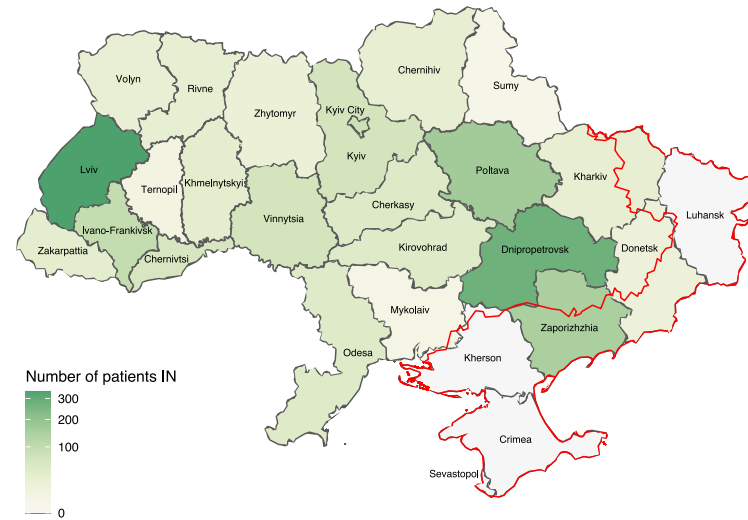 Volyn
Rivne
Chernihiv
Sumy
Zhytomyr
Kyiv City
Lviv
Ternopil
Khmelnytskyi
Kyiv
Poltava
Kharkiv
Luhansk
Cherkasy
Vinnytsia
Ivano-Frankivsk
Zakarpattia
Chernivtsi
Kirovohrad
Dnipropetrovsk
Donetsk
Mykolaiv
Zaporizhzhia
Odesa
Kherson
Crimea
Sevastopol
Number of patients IN
300
200
100
0